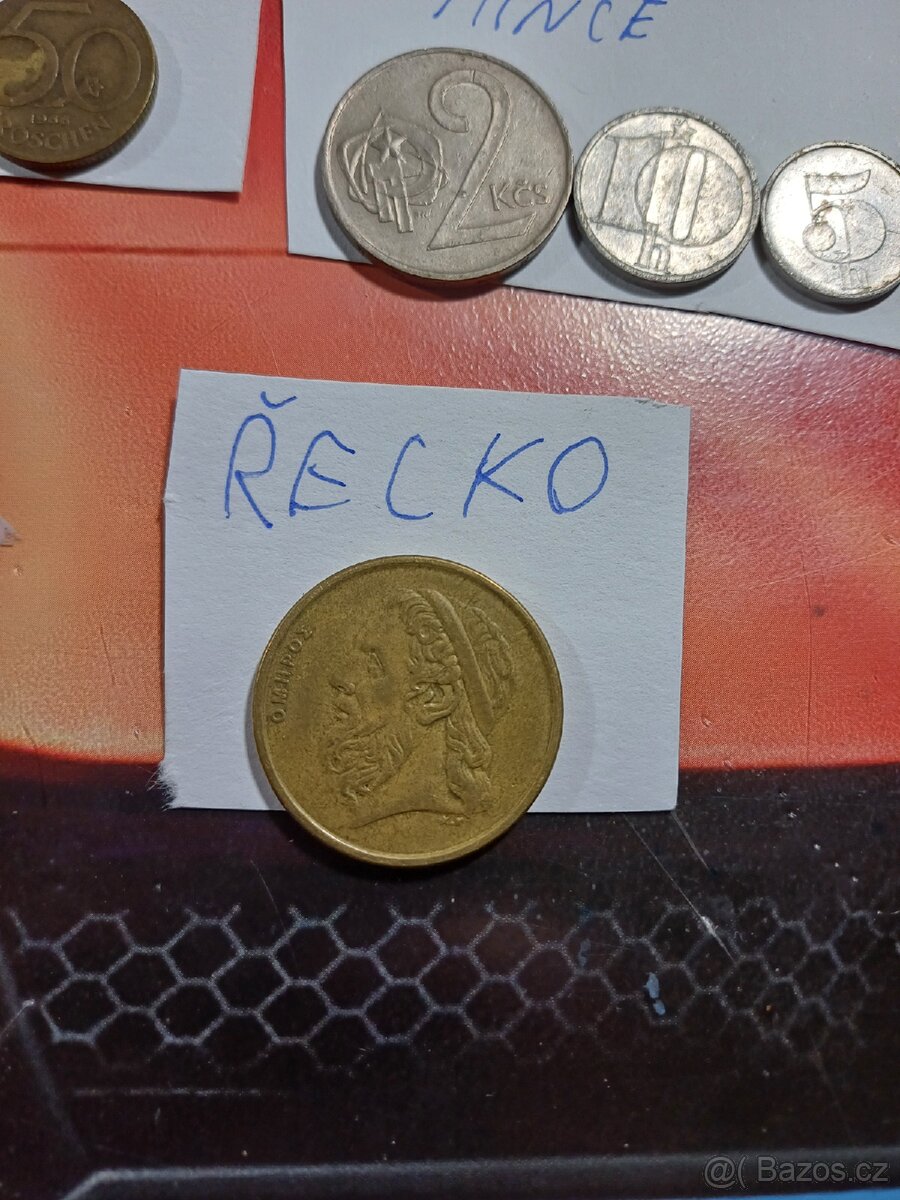 MINCE
50
GROSCHEN
2
KČS
10
h
5
h
ŘECKO
ΟΜΗΡΟΣ
@( Bazos.cz